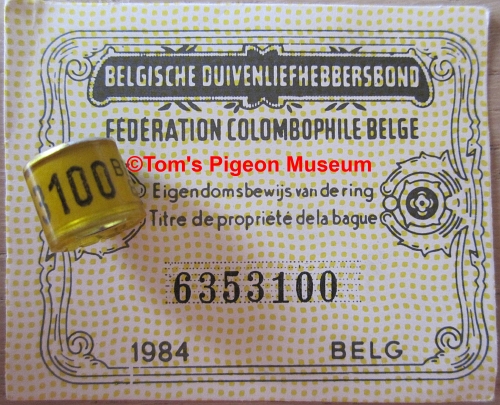 BELGISCHE DUIVENLIEFHEBBERSBOND
FÉDÉRATION COLOMBOPHILE BELGE
©Tom's Pigeon Museum
100 B
Eigendomsbewijs van de ring
Titre de propriété de la bague
6353100
1984 BELG